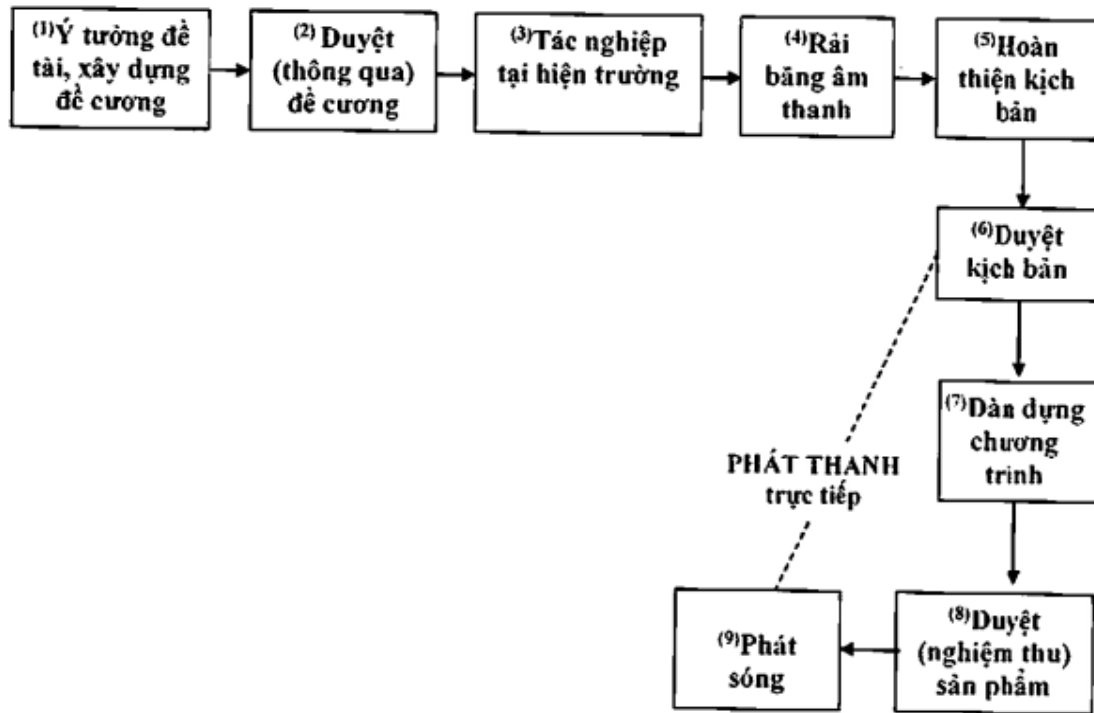 (1)Ý tưởng đề
tài, xây dựng
đề cương
(2) Duyệt
(thông qua)
đề cương
(3)Tác nghiệp
tại hiện trường
(4)Rải
băng âm
thanh
(5)Hoàn
thiện kịch
bản
(6)Duyệt
kịch bản
(7)Dàn dựng
chương
trình
PHÁT THANH
trực tiếp
(8)Duyệt
(nghiệm thu)
sản phẩm
(9)Phát
sóng